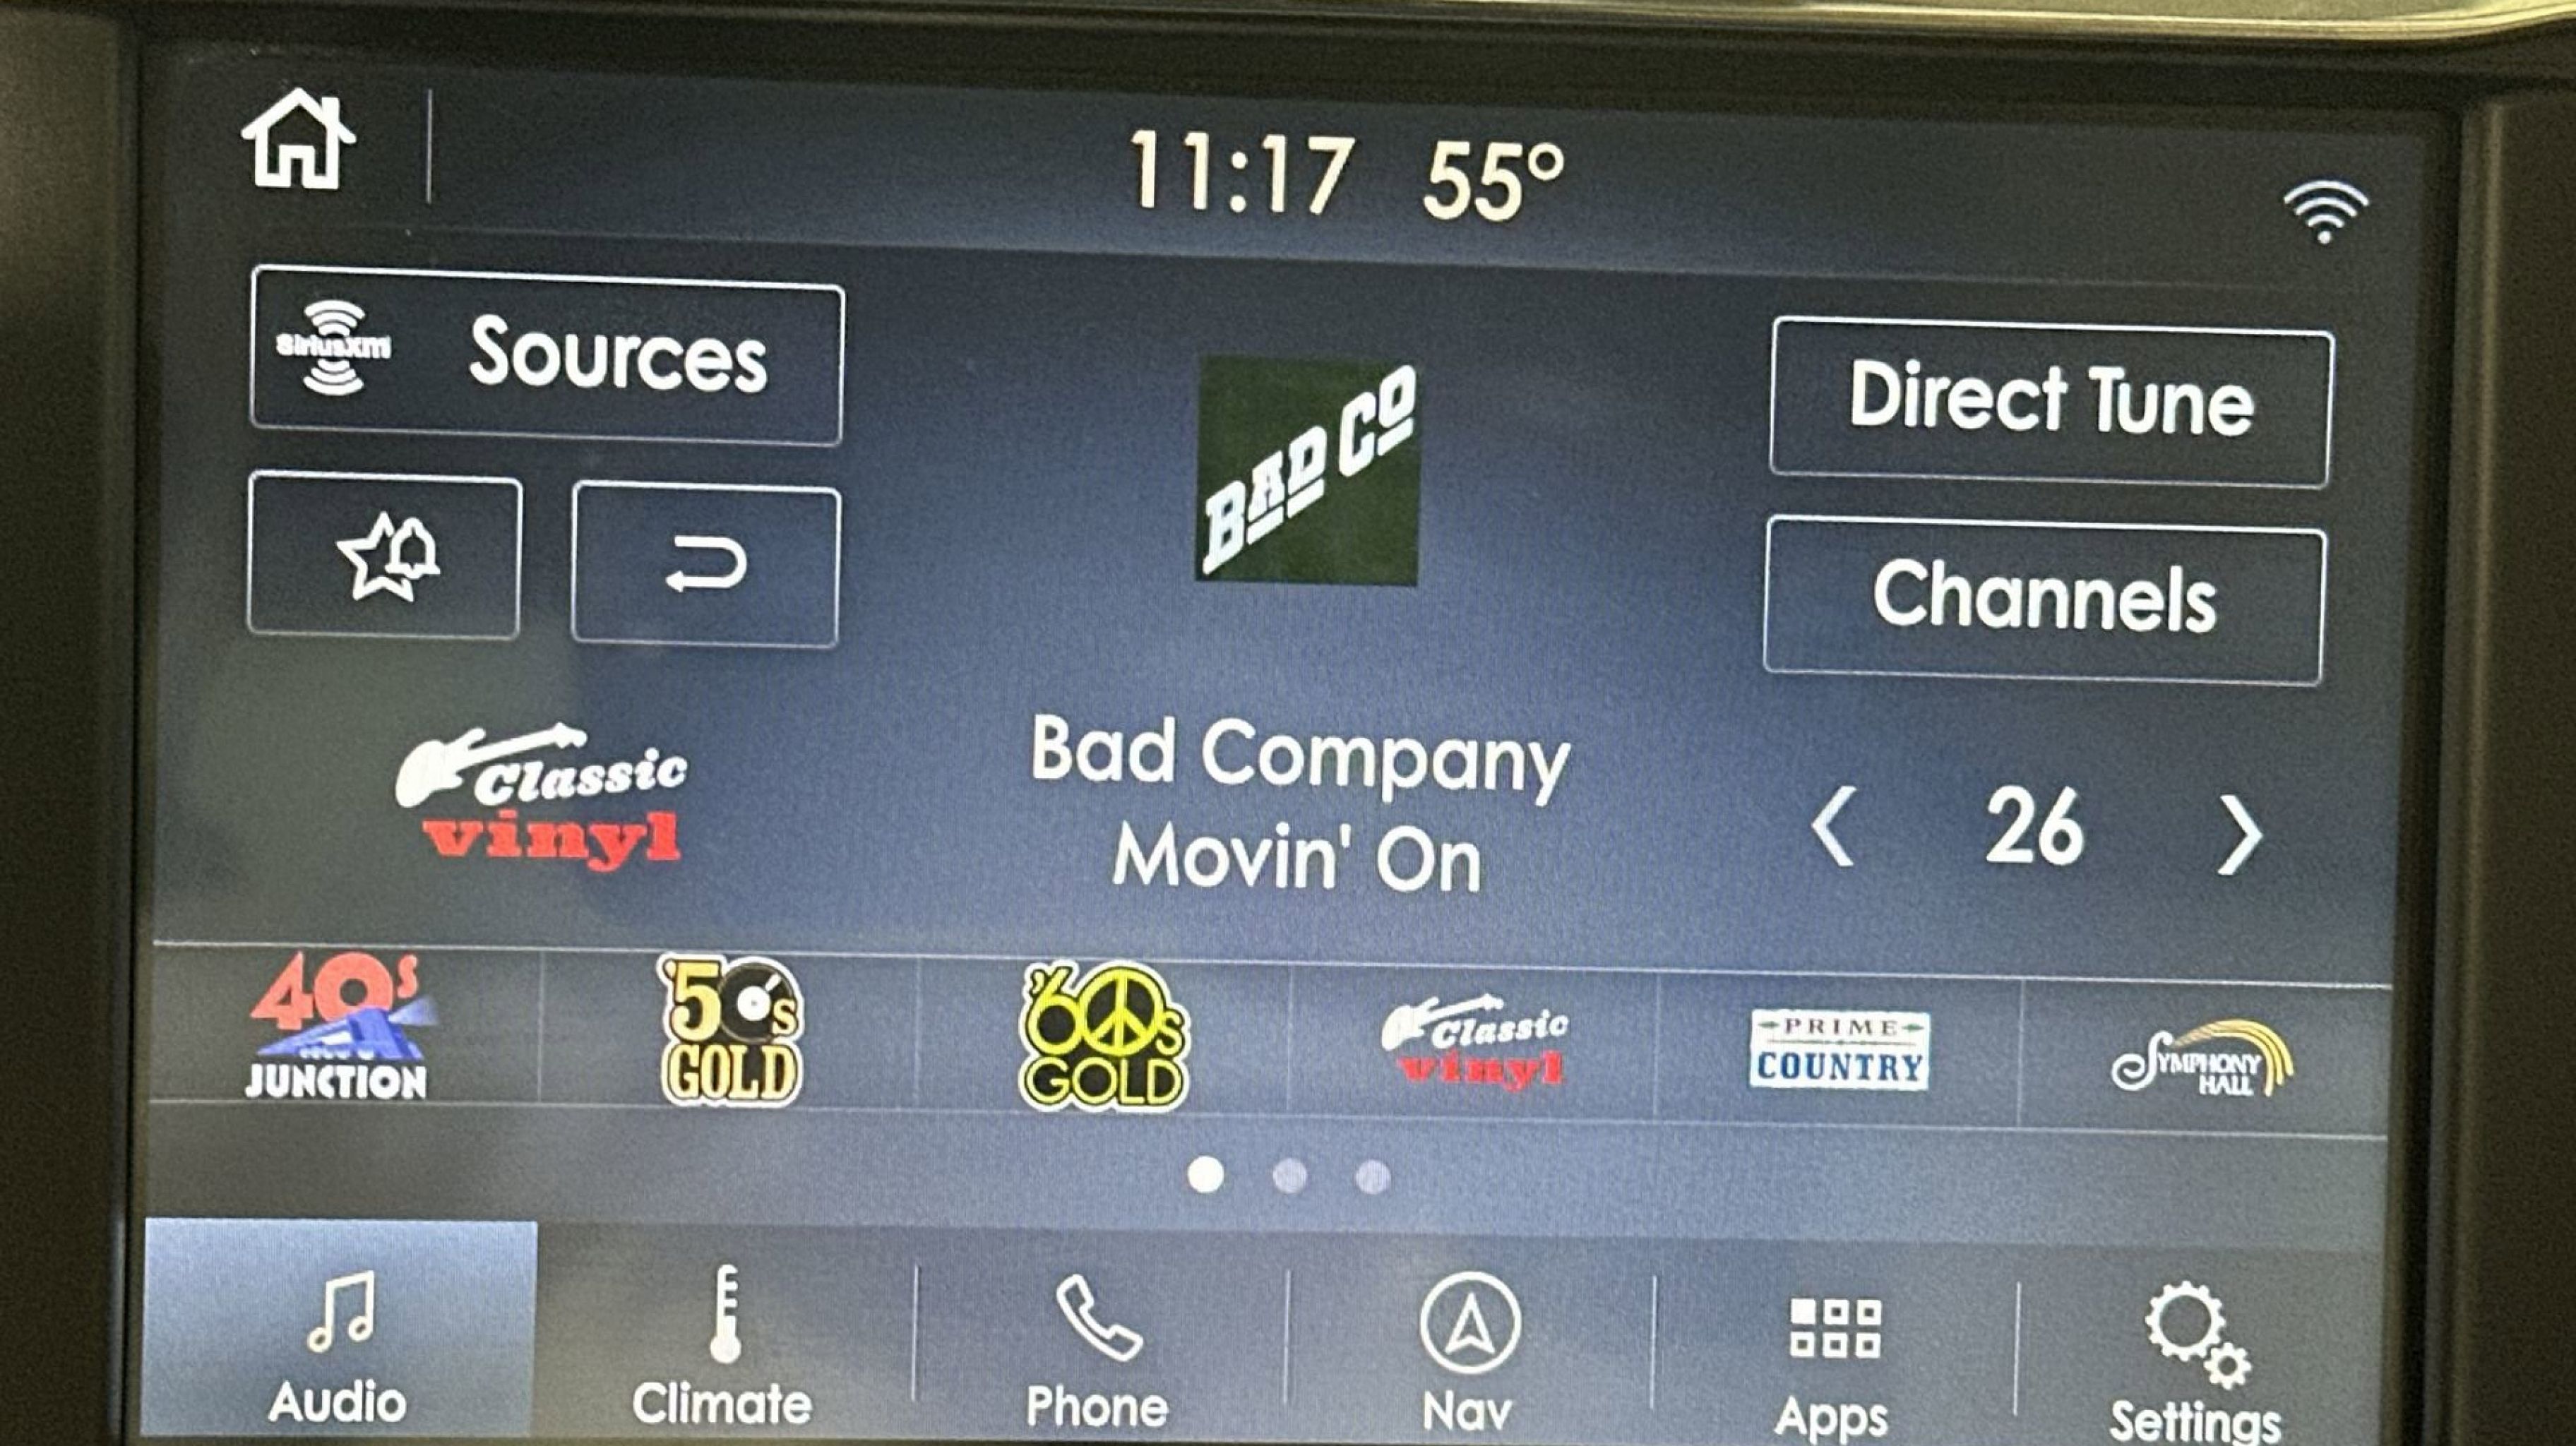 11:17 55°
SiriusXM Sources
Direct Tune
BAD CO
Channels
Classic
vinyl
Bad Company
Movin' On
26
40s
JUNCTION
'50s
GOLD
'60s
GOLD
Classic
vinyl
PRIME
COUNTRY
SYMPHONY
HALL
Audio
Climate
Phone
Nav
Apps
Settings